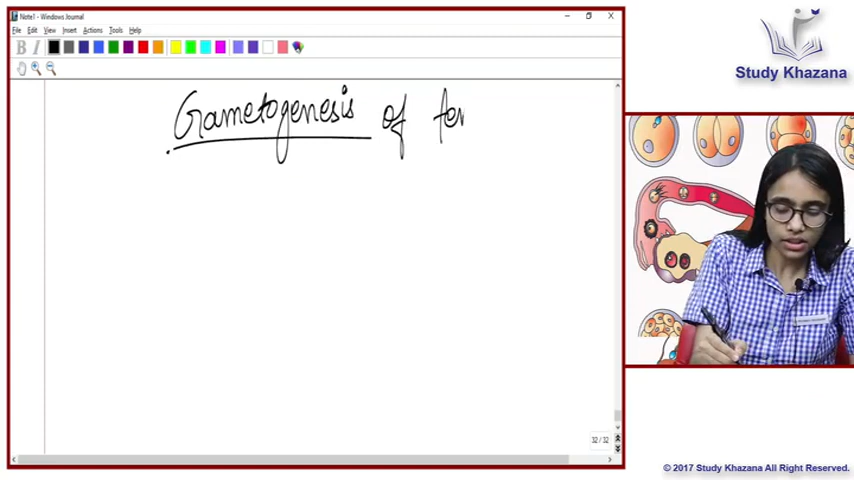 Note1 - Windows Journal
File Edit View Insert Actions Tools Help
B I
Study Khazana
Gametogenesis of fer
32 / 32
© 2017 Study Khazana All Right Reserved.